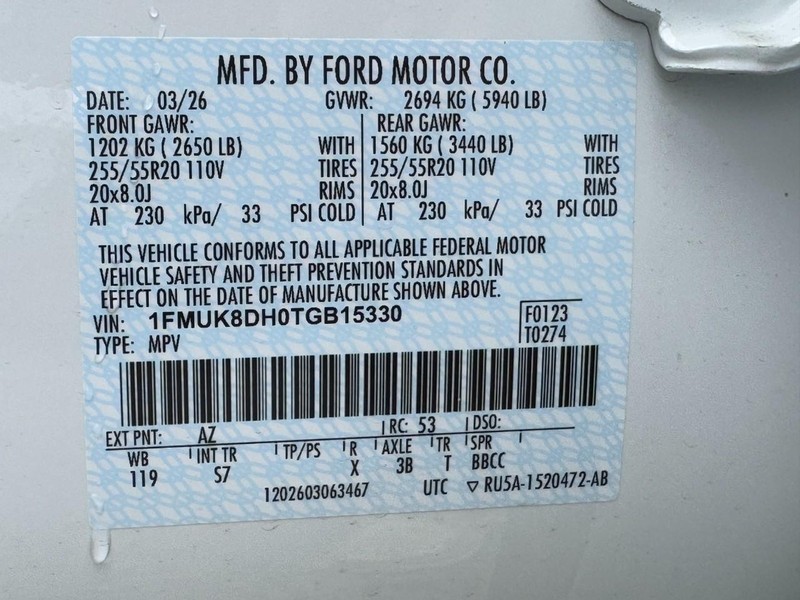 MFD. BY FORD MOTOR CO.
DATE: 03/26 GVWR: 2694 KG ( 5940 LB)
FRONT GAWR: REAR GAWR:
1202 KG ( 2650 LB) WITH 1560 KG ( 3440 LB) WITH
255/55R20 110V TIRES 255/55R20 110V TIRES
20x8.0J RIMS 20x8.0J RIMS
AT 230 kPa/ 33 PSI COLD AT 230 kPa/ 33 PSI COLD
THIS VEHICLE CONFORMS TO ALL APPLICABLE FEDERAL MOTOR
VEHICLE SAFETY AND THEFT PREVENTION STANDARDS IN
EFFECT ON THE DATE OF MANUFACTURE SHOWN ABOVE.
VIN: 1FMUK8DH0TGB15330 F0123
TYPE: MPV T0274
EXT PNT: AZ RC: 53 DSO:
WB INT TR TP/PS R AXLE TR SPR
119 S7 X 3B T BBCC
1202603063467 UTC ▽ RU5A-1520472-AB